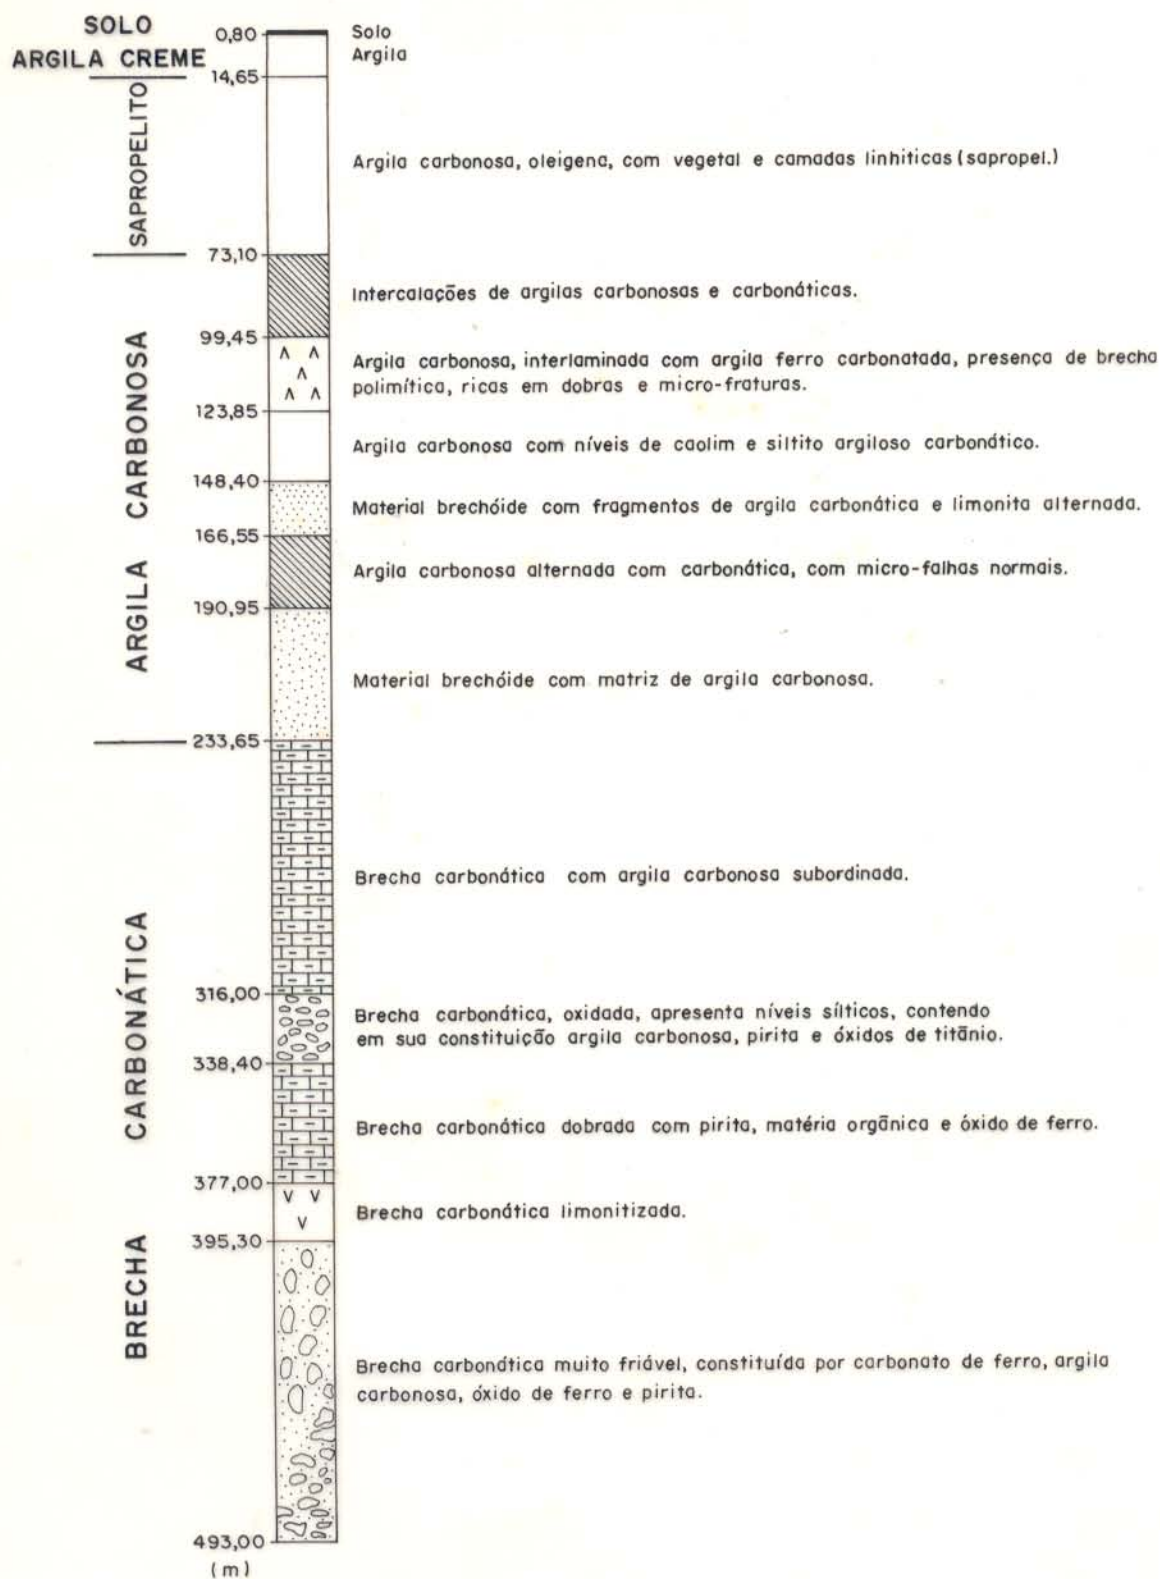 SOLO
0,80
Solo
ARGILA CREME
Argila
14,65
SAPROPELITO
Argila carbonosa, oleigena, com vegetal e camadas linhiticas (sapropel.)
73,10
ARGILA CARBONOSA
Intercalações de argilas carbonosas e carbonáticas.
99,45
Argila carbonosa, interlaminada com argila ferro carbonatada, presença de brecha
polimítica, ricas em dobras e micro-fraturas.
123,85
Argila carbonosa com níveis de caolim e siltito argiloso carbonático.
148,40
Material brechóide com fragmentos de argila carbonática e limonita alternada.
166,55
Argila carbonosa alternada com carbonática, com micro-falhas normais.
190,95
Material brechóide com matriz de argila carbonosa.
233,65
BRECHA CARBONÁTICA
Brecha carbonática com argila carbonosa subordinada.
316,00
Brecha carbonática, oxidada, apresenta níveis sílticos, contendo
em sua constituição argila carbonosa, pirita e óxidos de titãnio.
338,40
Brecha carbonática dobrada com pirita, matéria orgãnica e óxido de ferro.
377,00
Brecha carbonática limonitizada.
395,30
Brecha carbonática muito friável, constituída por carbonato de ferro, argila
carbonosa, óxido de ferro e pirita.
493,00
(m)